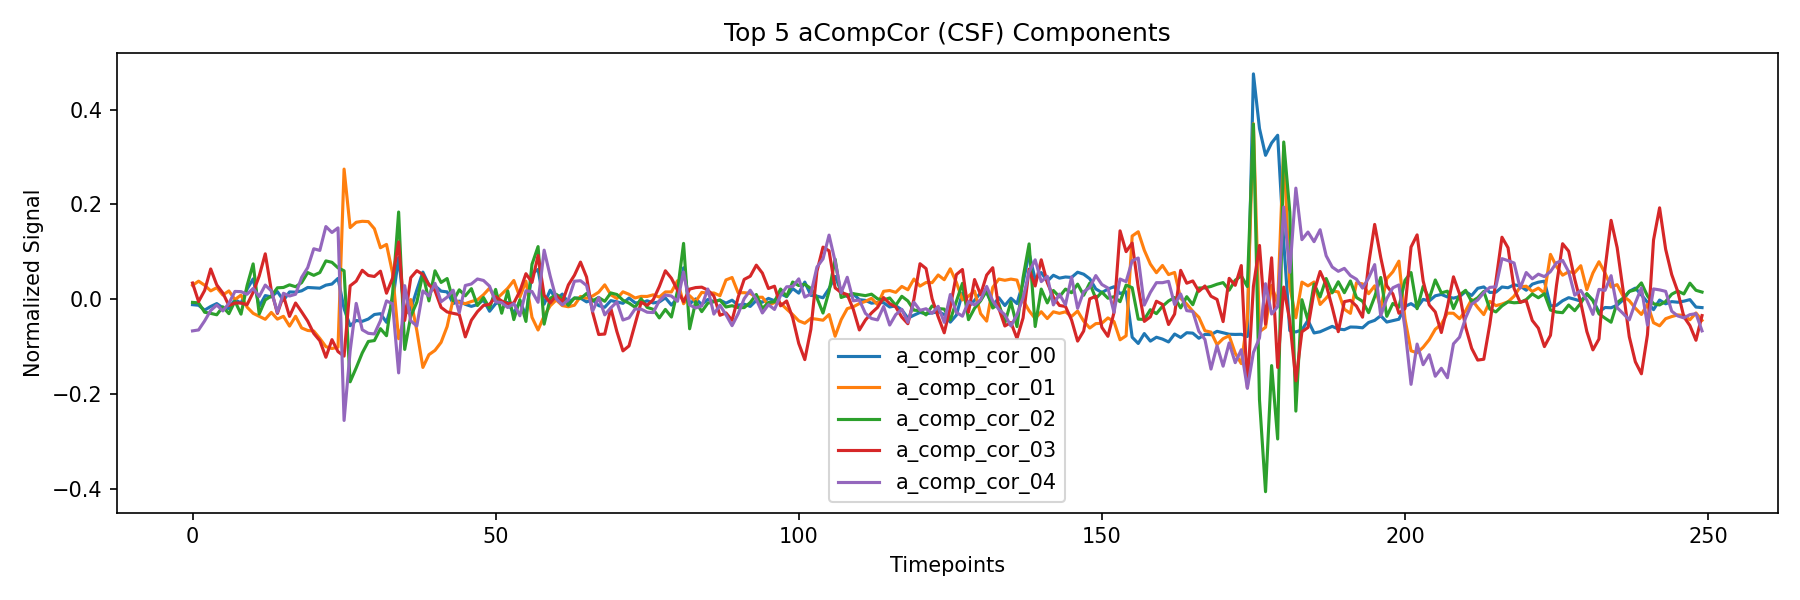 Top 5 aCompCor (CSF) Components
Normalized Signal
0.4
0.2
0.0
−0.2
−0.4
a_comp_cor_00
a_comp_cor_01
a_comp_cor_02
a_comp_cor_03
a_comp_cor_04
0
50
100
150
200
250
Timepoints